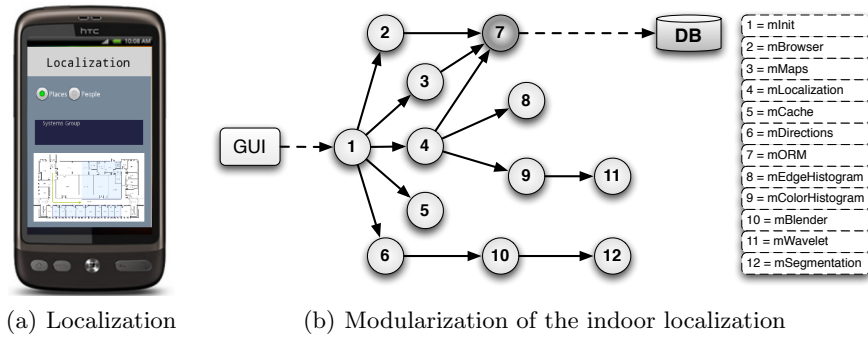 htc
10:08 AM
Localization
Places People
Systems Group
GUI
1
2
3
4
5
6
7
8
9
10
11
12
DB
1 = mInit
2 = mBrowser
3 = mMaps
4 = mLocalization
5 = mCache
6 = mDirections
7 = mORM
8 = mEdgeHistogram
9 = mColorHistogram
10 = mBlender
11 = mWavelet
12 = mSegmentation
(a) Localization
(b) Modularization of the indoor localization